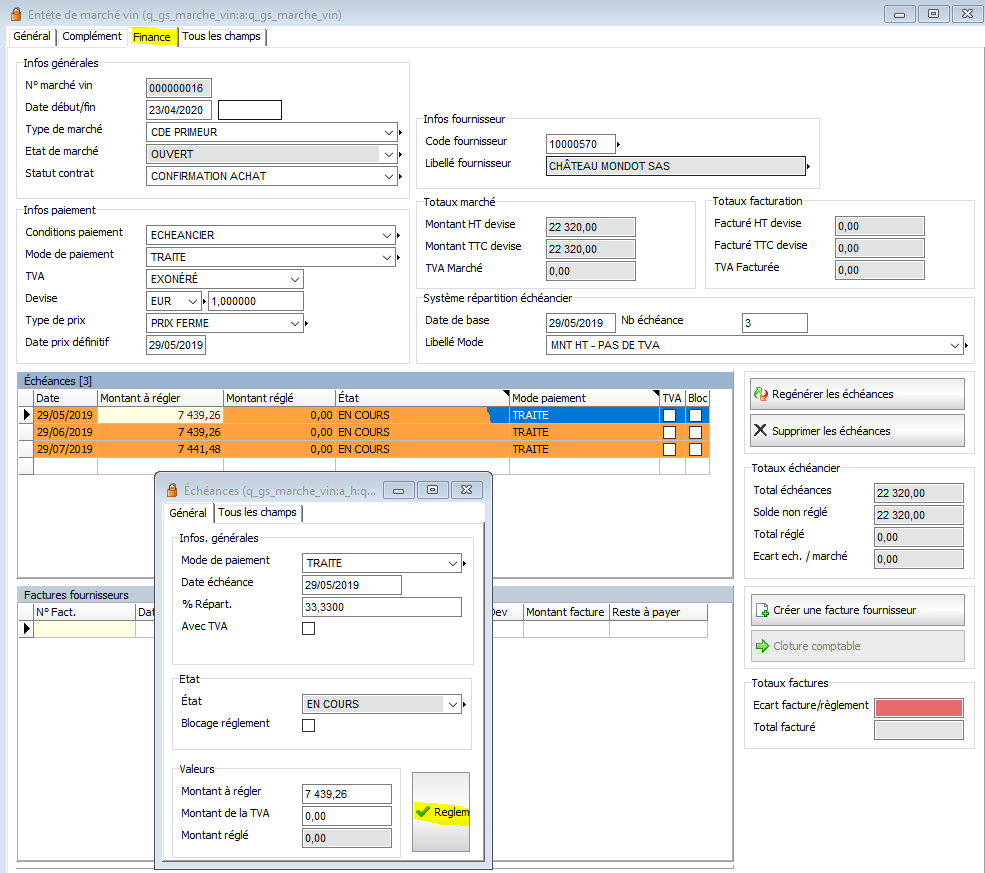 Entéte de marché vin (q_gs_marche_vin:a:q_gs_marche_vin)
Général Complément Finance Tous les champs
Infos générales
N° marché vin 000000016
Date début/fin 23/04/2020
Type de marché CDE PRIMEUR
Etat de marché OUVERT
Statut contrat CONFIRMATION ACHAT
Infos fournisseur
Code fournisseur 10000570
Libellé fournisseur CHÂTEAU MONDOT SAS
Infos paiement
Conditions paiement ECHEANCIER
Mode de paiement TRAITE
TVA EXONÉRÉ
Devise EUR 1,000000
Type de prix PRIX FERME
Date prix définitif 29/05/2019
Totaux marché
Montant HT devise 22 320,00
Montant TTC devise 22 320,00
TVA Marché 0,00
Totaux facturation
Facturé HT devise 0,00
Facturé TTC devise 0,00
TVA Facturée 0,00
Système répartition échéancier
Date de base 29/05/2019 Nb échéance 3
Libellé Mode MNT HT - PAS DE TVA
Échéances [3]
Date Montant à régler Montant réglé État Mode paiement TVA Bloc
29/05/2019 7 439,26 0,00 EN COURS TRAITE
29/06/2019 7 439,26 0,00 EN COURS TRAITE
29/07/2019 7 441,48 0,00 EN COURS TRAITE
Regénérer les échéances
Supprimer les échéances
Totaux échéancier
Total échéances 22 320,00
Solde non réglé 22 320,00
Total réglé 0,00
Ecart ech. / marché 0,00
Échéances (q_gs_marche_vin:a_h:q...
Général Tous les champs
Infos. générales
Mode de paiement TRAITE
Date échéance 29/05/2019
% Répart. 33,3300
Avec TVA
Etat
État EN COURS
Blocage réglement
Valeurs
Montant à régler 7 439,26
Montant de la TVA 0,00
Montant réglé 0,00
Reglem
Factures fournisseurs
N° Fact. Dat Dev Montant facture Reste à payer
Créer une facture fournisseur
Cloture comptable
Totaux factures
Ecart facture/règlement
Total facturé